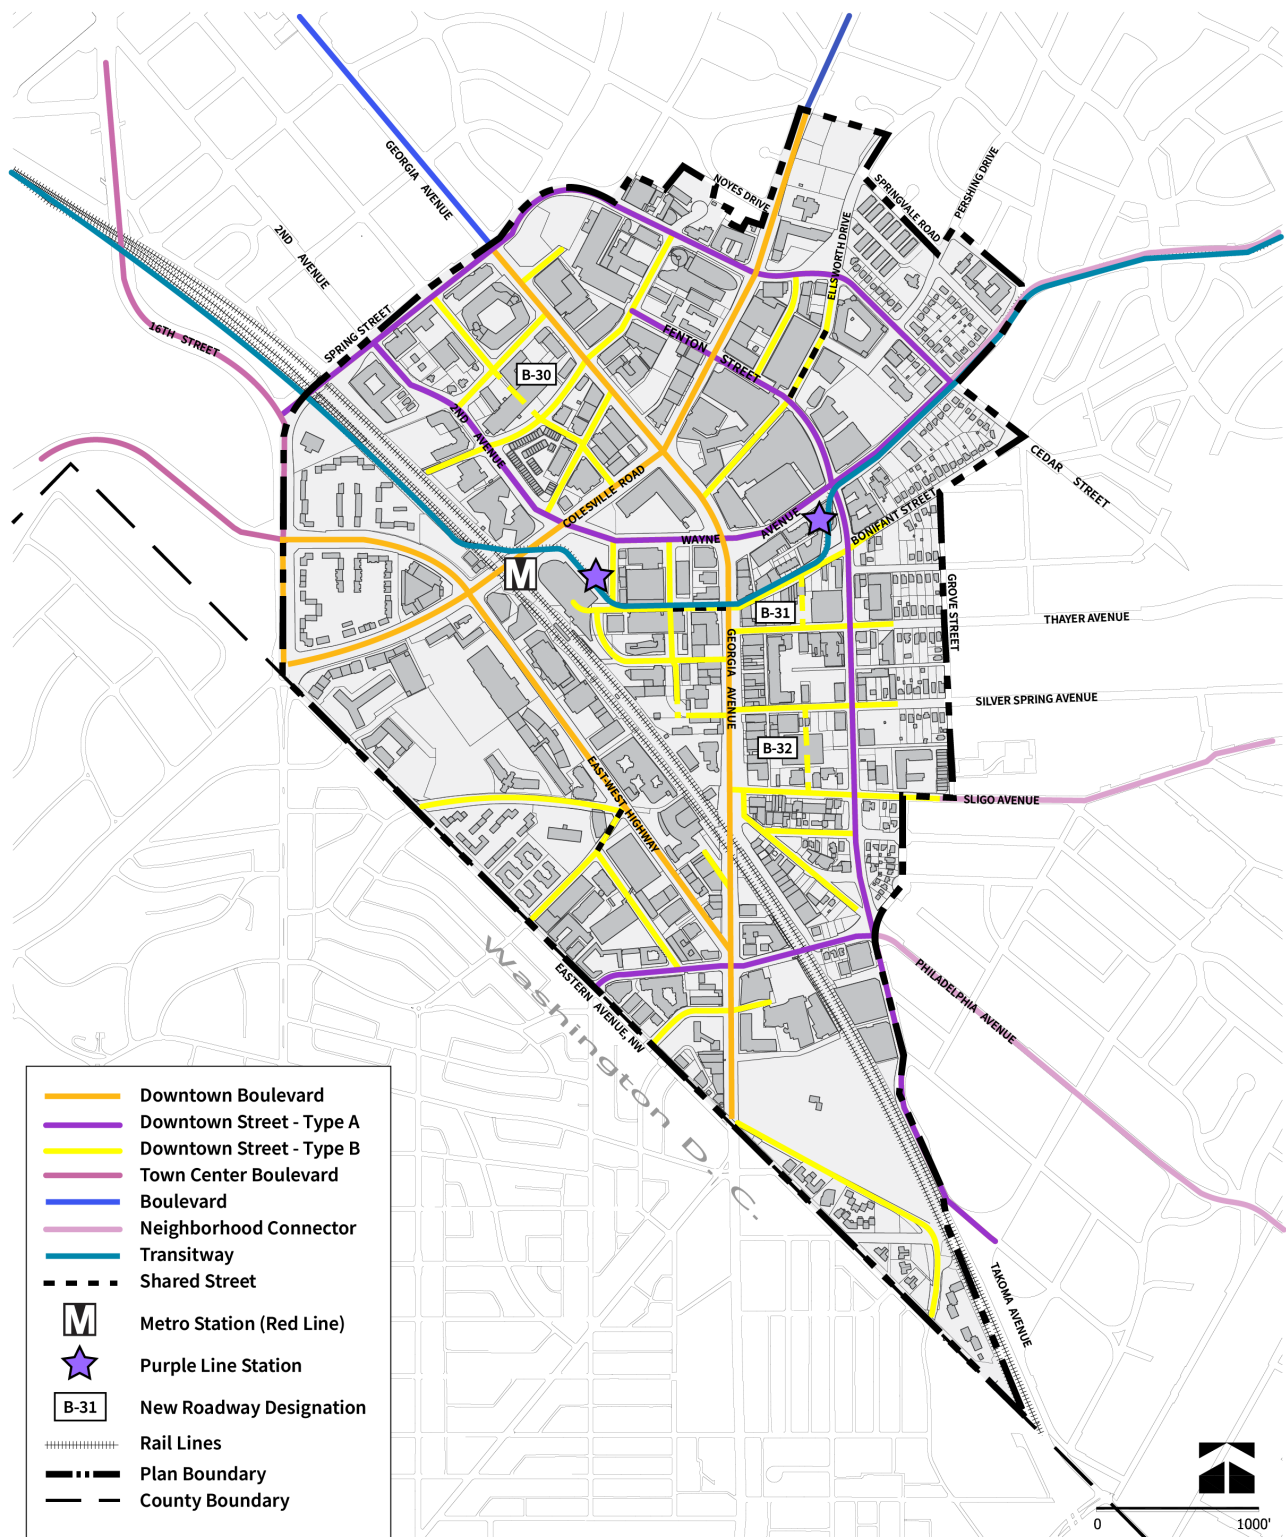 GEORGIA AVENUE
NOYES DRIVE
SPRINGVALE ROAD
PERSHING DRIVE
2ND AVENUE
ELLSWORTH DRIVE
SPRING STREET
16TH STREET
FENTON STREET
B-30
2ND AVENUE
COLESVILLE ROAD
CEDAR STREET
WAYNE AVENUE
BONIFANT STREET
M
GROVE STREET
B-31
THAYER AVENUE
GEORGIA AVENUE
SILVER SPRING AVENUE
B-32
EAST-WEST HIGHWAY
SLIGO AVENUE
Washington D.C.
EASTERN AVENUE, NW
PHILADELPHIA AVENUE
TAKOMA AVENUE
Downtown Boulevard
Downtown Street - Type A
Downtown Street - Type B
Town Center Boulevard
Boulevard
Neighborhood Connector
Transitway
Shared Street
M Metro Station (Red Line)
Purple Line Station
B-31 New Roadway Designation
Rail Lines
Plan Boundary
County Boundary
0 1000'